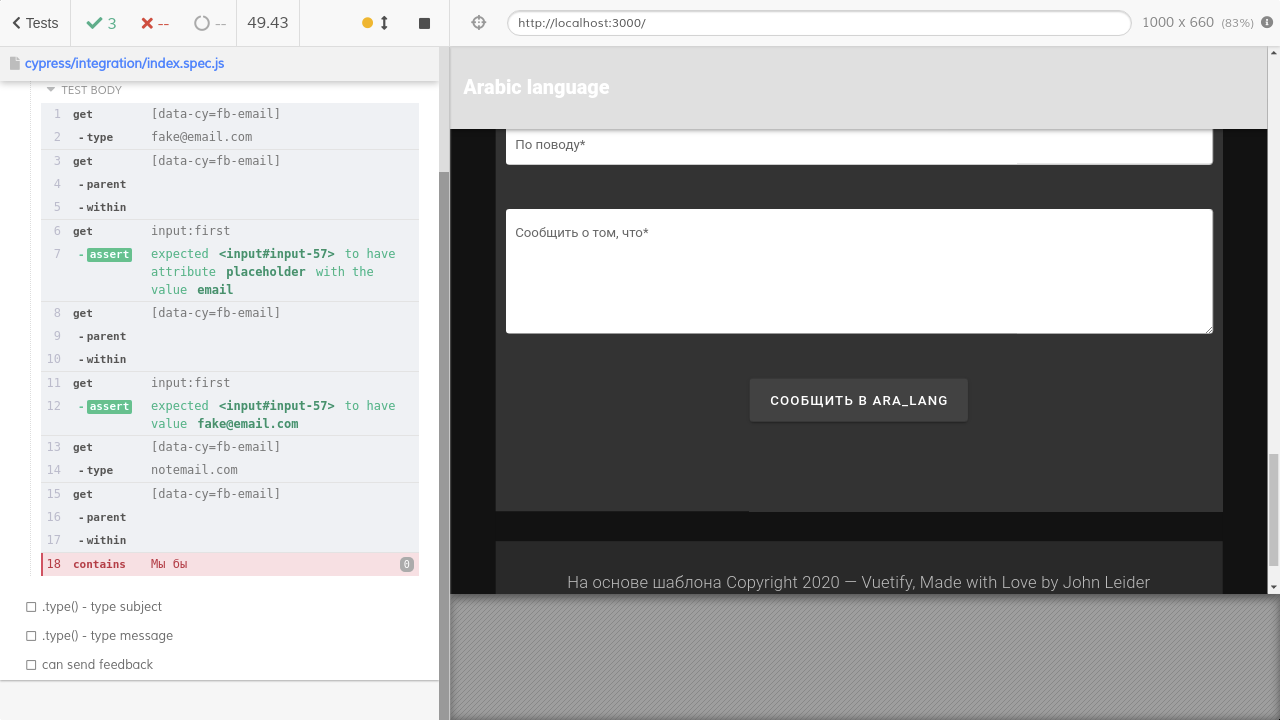 Tests
3
--
--
49.43
http://localhost:3000/
1000 x 660 (83%)
cypress/integration/index.spec.js
TEST BODY
1 get [data-cy=fb-email]
2 -type fake@email.com
3 get [data-cy=fb-email]
4 -parent
5 -within
6 get input:first
7 -assert expected <input#input-57> to have
attribute placeholder with the
value email
8 get [data-cy=fb-email]
9 -parent
10 -within
11 get input:first
12 -assert expected <input#input-57> to have
value fake@email.com
13 get [data-cy=fb-email]
14 -type notemail.com
15 get [data-cy=fb-email]
16 -parent
17 -within
18 contains Мы бы 0
.type() - type subject
.type() - type message
can send feedback
Arabic language
По поводу*
Сообщить о том, что*
СООБЩИТЬ В ARA_LANG
На основе шаблона Copyright 2020 — Vuetify, Made with Love by John Leider